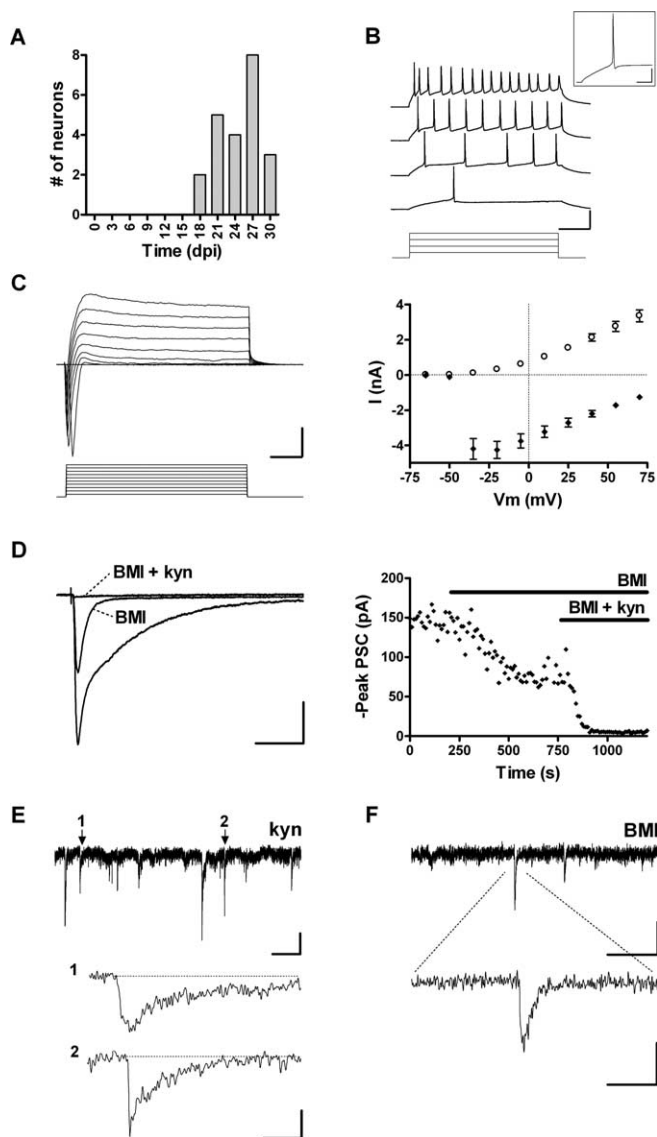 A
# of neurons
8
6
4
2
0
0 3 6 9 12 15 18 21 24 27 30
Time (dpi)
B
C
I (nA)
4
2
0
-2
-4
-75 -50 -25 0 25 50 75
Vm (mV)
D
BMI + kyn
BMI
-Peak PSC (pA)
200
150
100
50
0
BMI
BMI + kyn
0 250 500 750 1000
Time (s)
E
1
2
kyn
1
2
F
BMI